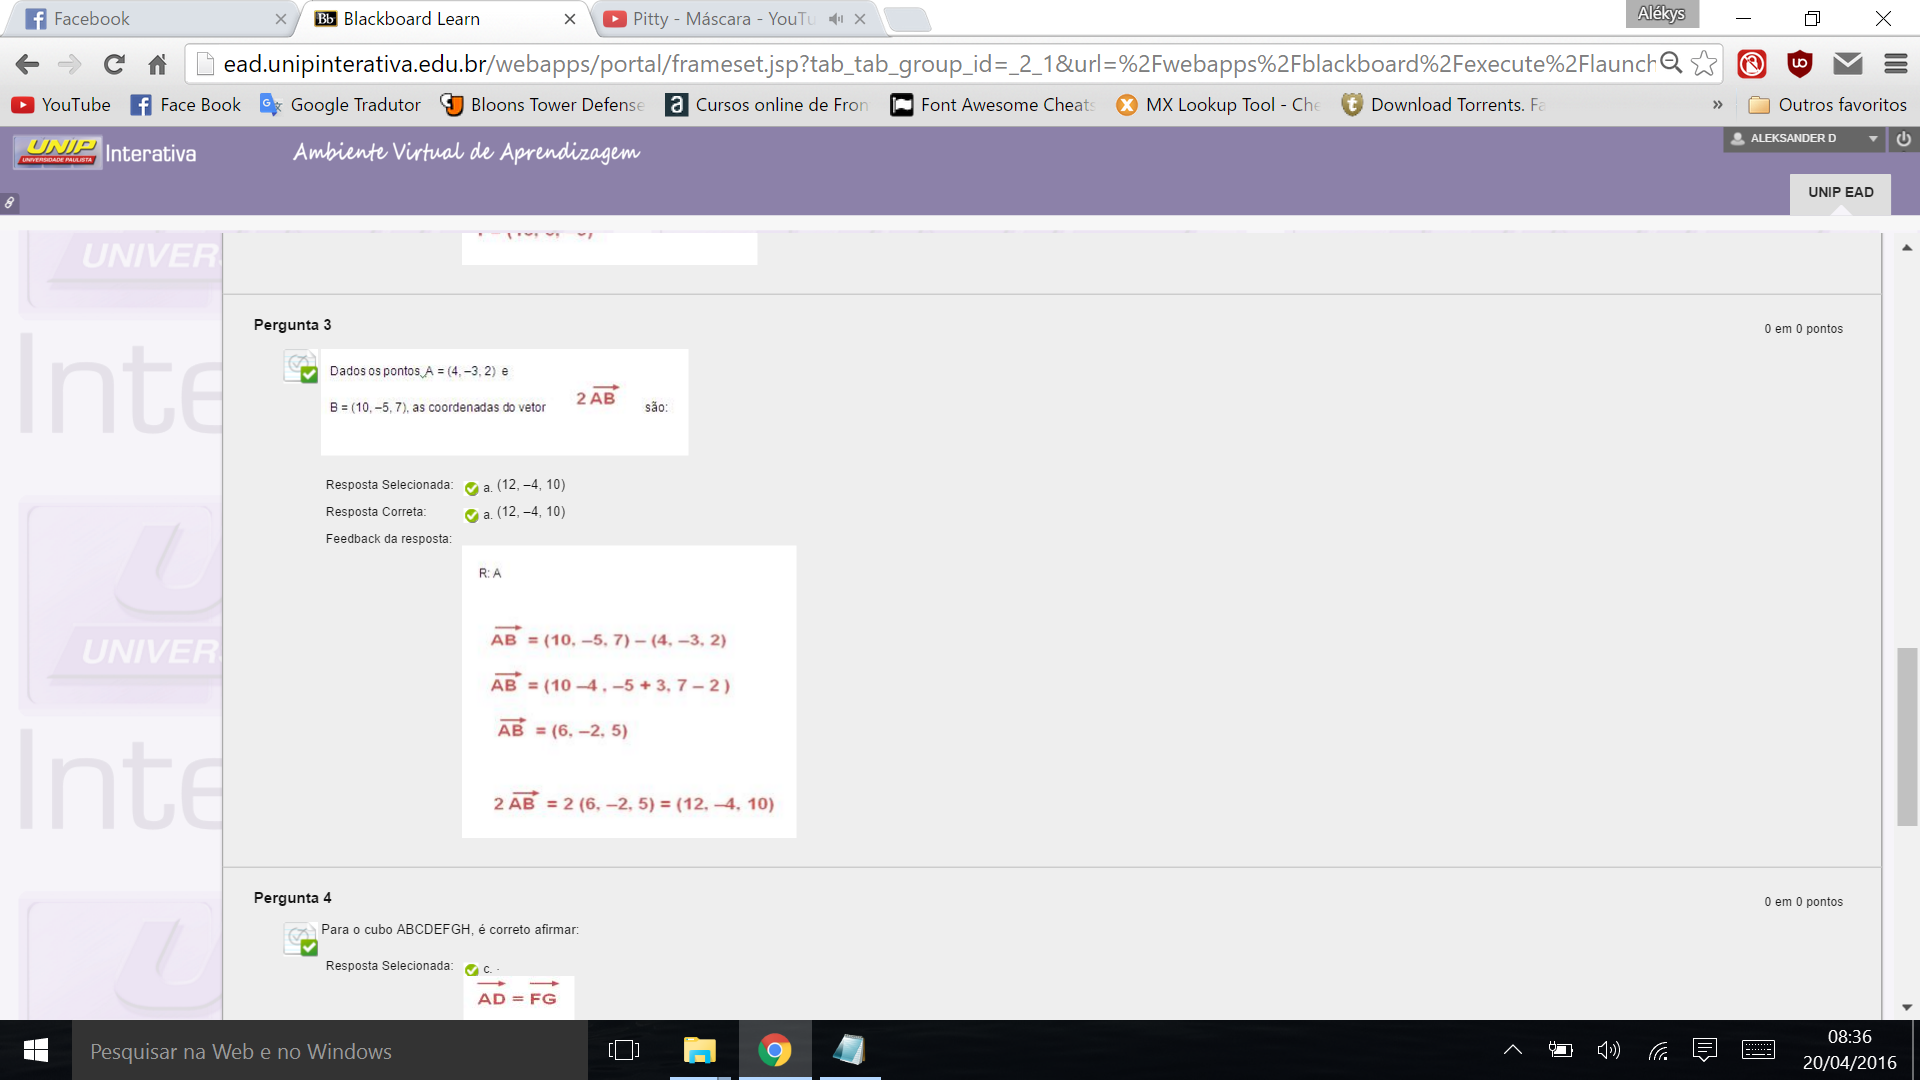 Facebook
Blackboard Learn
Pitty - Máscara - YouTu
Alékys
ead.unipinterativa.edu.br/webapps/portal/frameset.jsp?tab_tab_group_id=_2_1&url=%2Fwebapps%2Fblackboard%2Fexecute%2Flaunch
YouTube
Face Book
Google Tradutor
Bloons Tower Defense
Cursos online de Fron
Font Awesome Cheats
MX Lookup Tool - Che
Download Torrents. Fa
»
Outros favoritos
UNIP
UNIVERSIDADE PAULISTA
Interativa
Ambiente Virtual de Aprendizagem
ALEKSANDER D
UNIP EAD
UNIVER
Inte
Pergunta 3
0 em 0 pontos
Dados os pontos A = (4, –3, 2) e
B = (10, –5, 7), as coordenadas do vetor 2 AB são:
Resposta Selecionada: a. (12, –4, 10)
Resposta Correta: a. (12, –4, 10)
Feedback da resposta:
R: A
AB = (10, –5, 7) – (4, –3, 2)
AB = (10 –4 , –5 + 3, 7 – 2 )
AB = (6, –2, 5)
2 AB = 2 (6, –2, 5) = (12, –4, 10)
UNIVER
Inte
Pergunta 4
0 em 0 pontos
Para o cubo ABCDEFGH, é correto afirmar:
Resposta Selecionada: c. .
AD = FG
Pesquisar na Web e no Windows
08:36
20/04/2016